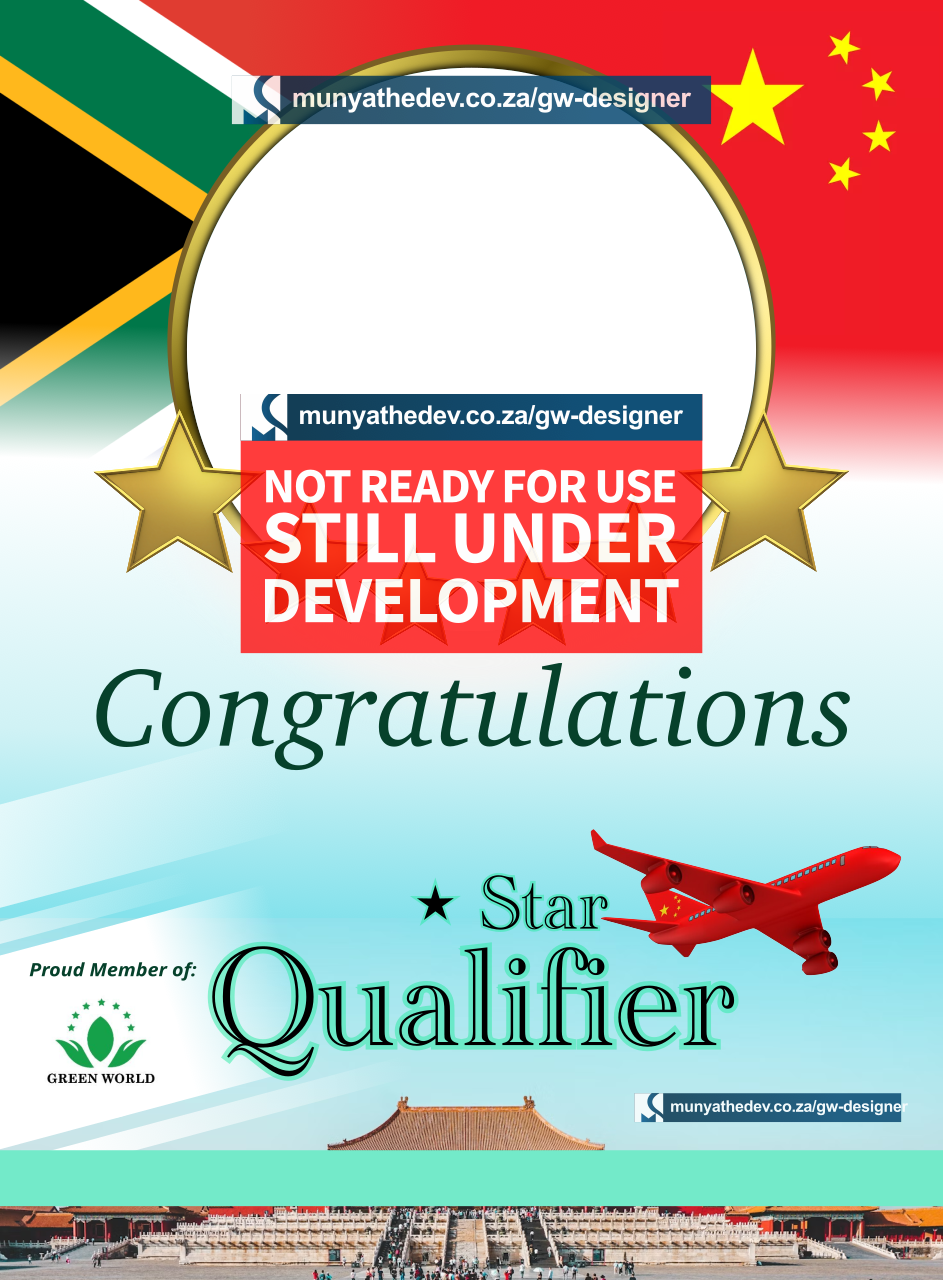 munyathedev.co.za/gw-designer
munyathedev.co.za/gw-designer
NOT READY FOR USE
STILL UNDER
DEVELOPMENT
Congratulations
Star
Qualifier
Proud Member of:
GREEN WORLD
munyathedev.co.za/gw-designer